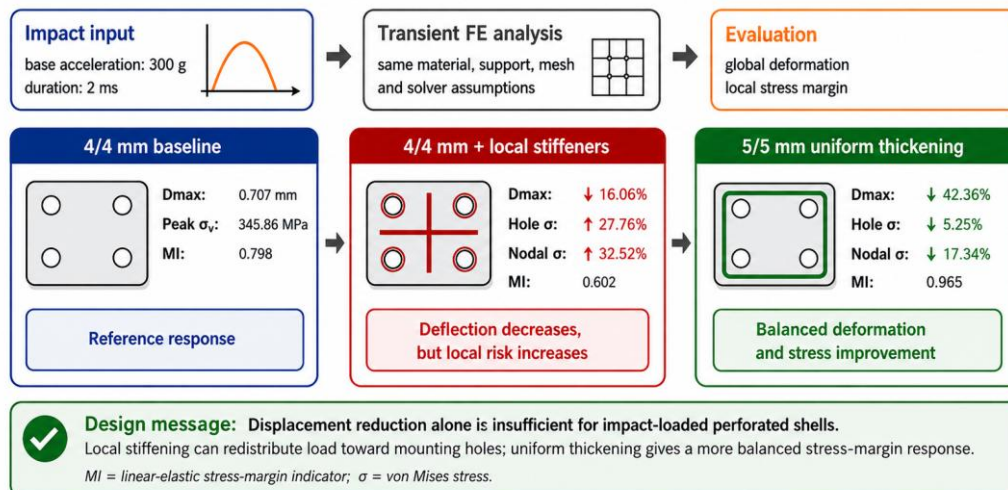 Impact input
base acceleration: 300 g
duration: 2 ms
Transient FE analysis
same material, support, mesh
and solver assumptions
Evaluation
global deformation
local stress margin
4/4 mm baseline
Dmax: 0.707 mm
Peak σᵥ: 345.86 MPa
MI: 0.798
Reference response
4/4 mm + local stiffeners
Dmax: ↓ 16.06%
Hole σ: ↑ 27.76%
Nodal σ: ↑ 32.52%
MI: 0.602
Deflection decreases,
but local risk increases
5/5 mm uniform thickening
Dmax: ↓ 42.36%
Hole σ: ↓ 5.25%
Nodal σ: ↓ 17.34%
MI: 0.965
Balanced deformation
and stress improvement
Design message: Displacement reduction alone is insufficient for impact-loaded perforated shells.
Local stiffening can redistribute load toward mounting holes; uniform thickening gives a more balanced stress-margin response.
MI = linear-elastic stress-margin indicator; σ = von Mises stress.